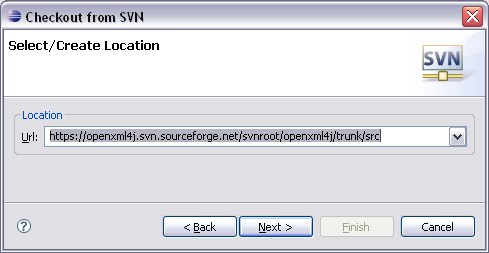 Checkout from SVN
Select/Create Location
SVN
Location
Url: https://openxml4j.svn.sourceforge.net/svnroot/openxml4j/trunk/src
? < Back Next > Finish Cancel